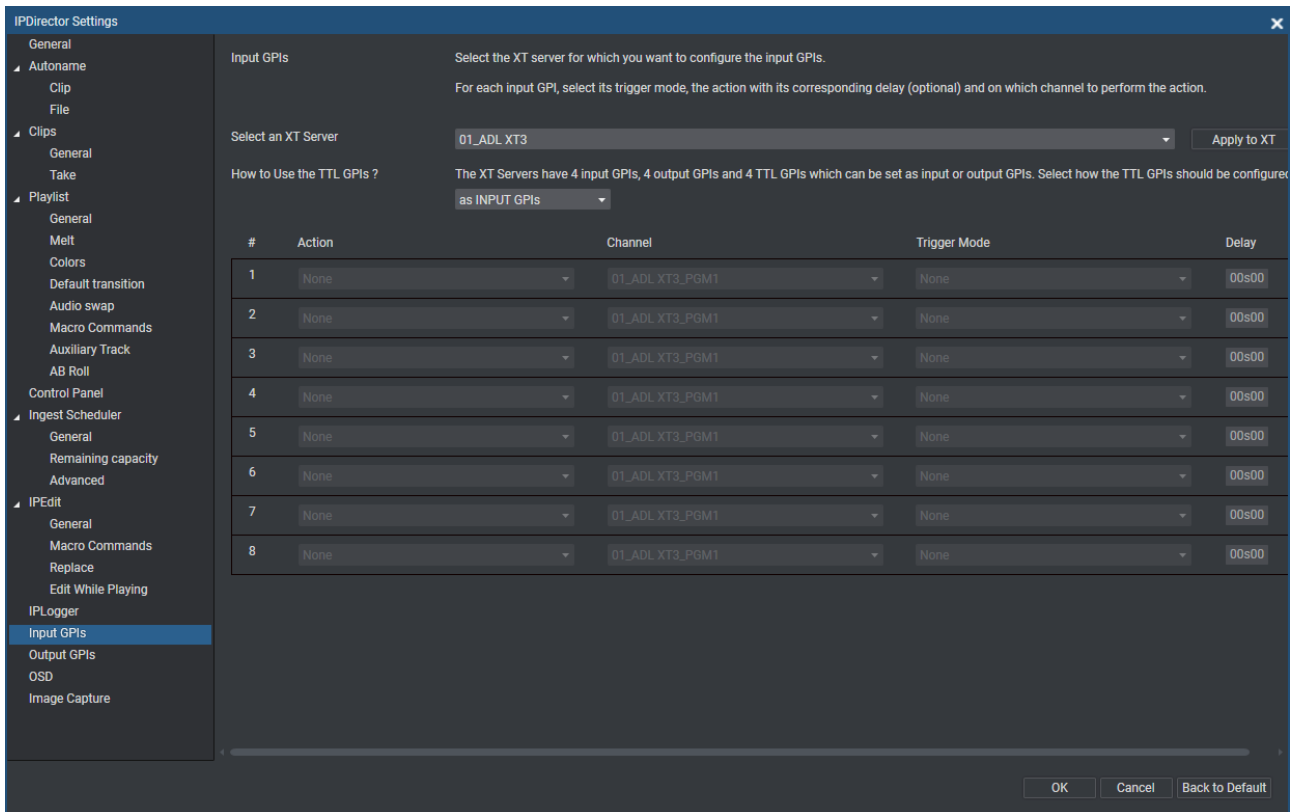 IPDirector Settings
General
Autoname
Clip
File
Clips
General
Take
Playlist
General
Melt
Colors
Default transition
Audio swap
Macro Commands
Auxiliary Track
AB Roll
Control Panel
Ingest Scheduler
General
Remaining capacity
Advanced
IPEdit
General
Macro Commands
Replace
Edit While Playing
IPLogger
Input GPIs
Output GPIs
OSD
Image Capture
Input GPIs Select the XT server for which you want to configure the input GPIs.
For each input GPI, select its trigger mode, the action with its corresponding delay (optional) and on which channel to perform the action.
Select an XT Server 01_ADL XT3 Apply to XT
How to Use the TTL GPIs ? The XT Servers have 4 input GPIs, 4 output GPIs and 4 TTL GPIs which can be set as input or output GPIs. Select how the TTL GPIs should be configured
as INPUT GPIs
# Action Channel Trigger Mode Delay
1 None 01_ADL XT3_PGM1 None 00s00
2 None 01_ADL XT3_PGM1 None 00s00
3 None 01_ADL XT3_PGM1 None 00s00
4 None 01_ADL XT3_PGM1 None 00s00
5 None 01_ADL XT3_PGM1 None 00s00
6 None 01_ADL XT3_PGM1 None 00s00
7 None 01_ADL XT3_PGM1 None 00s00
8 None 01_ADL XT3_PGM1 None 00s00
OK Cancel Back to Default